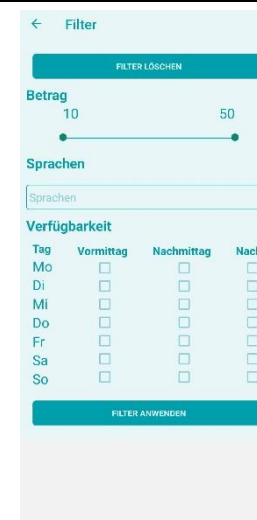 Filter
FILTER LÖSCHEN
Betrag
10 50
Sprachen
Sprachen
Verfügbarkeit
Tag Vormittag Nachmittag
Mo
Di
Mi
Do
Fr
Sa
So
FILTER ANWENDEN